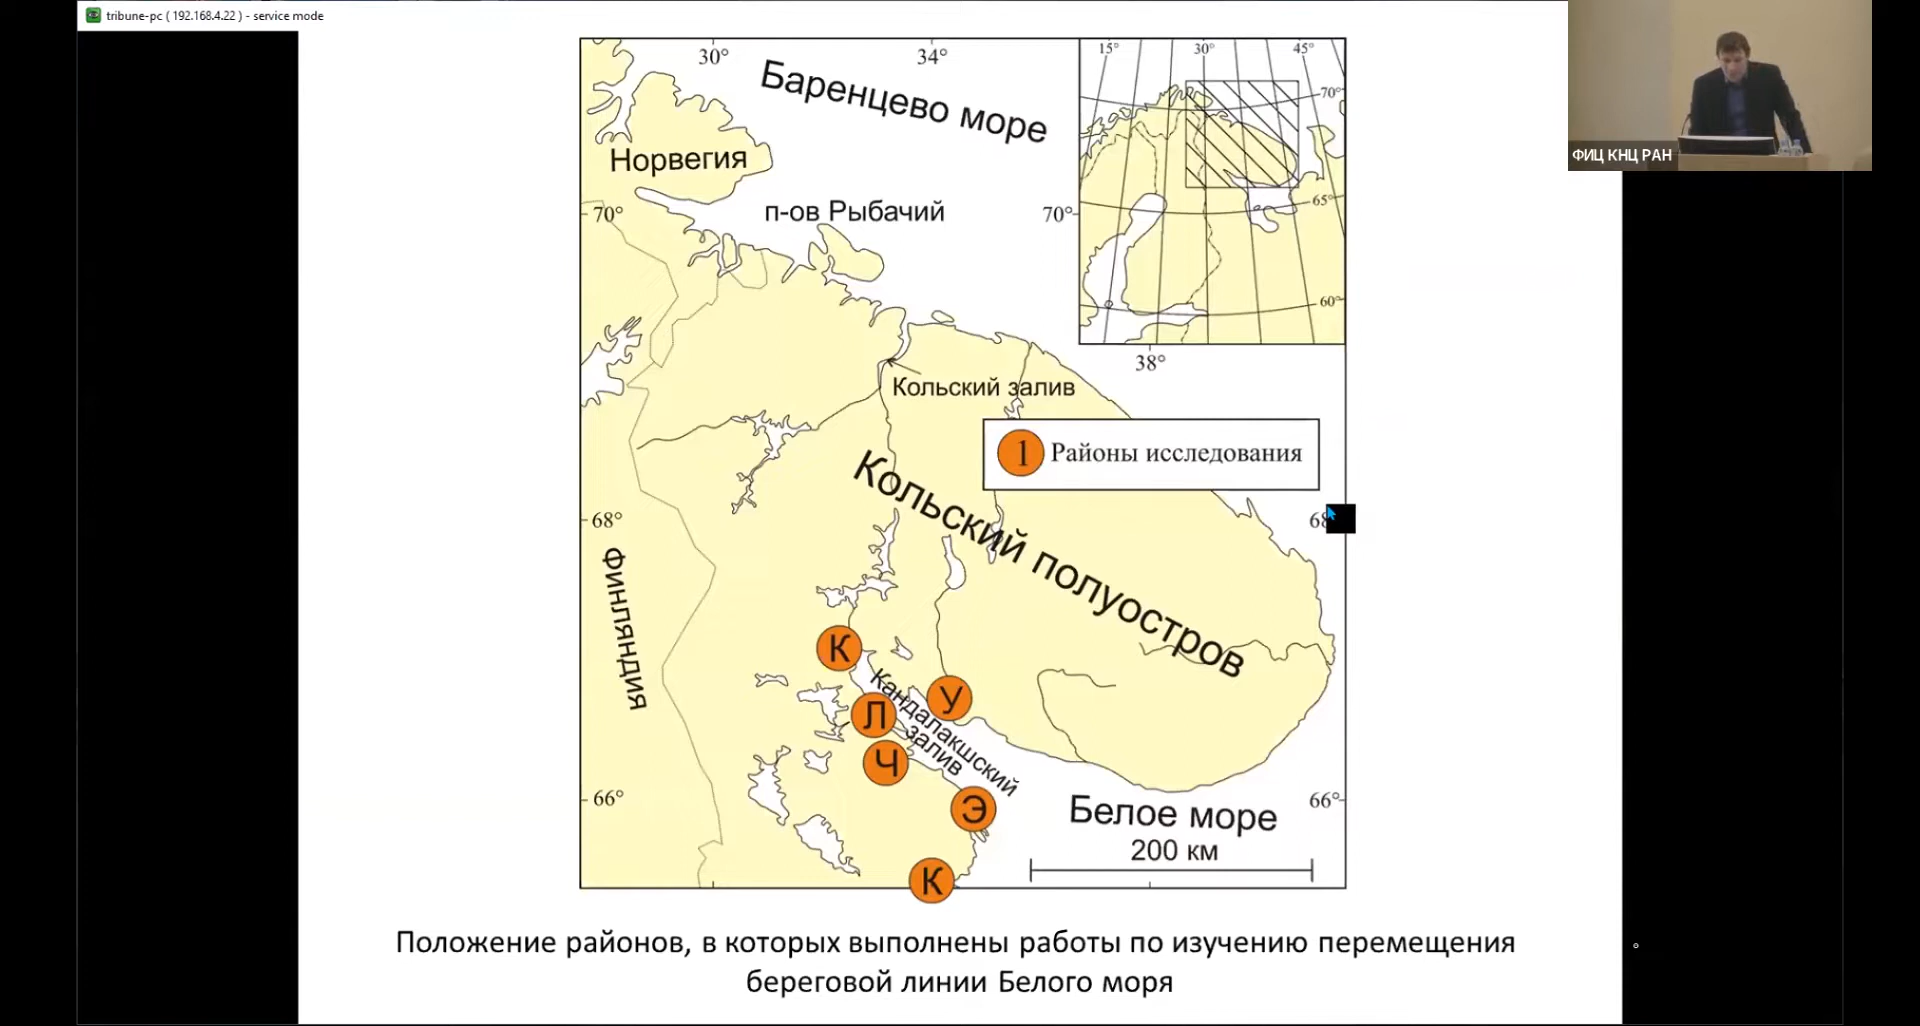 tribune-pc ( 192.168.4.22 ) - service mode
ФИЦ КНЦ РАН
30°
34°
15°
30°
45°
Баренцево море
70°
Норвегия
п-ов Рыбачий
70°
70°
65°
60°
38°
Кольский залив
1 Районы исследования
Кольский полуостров
68°
68
Финляндия
К
Кандалакшский
залив
У
Л
Ч
Э
66°
66°
Белое море
200 км
К
Положение районов, в которых выполнены работы по изучению перемещения
береговой линии Белого моря